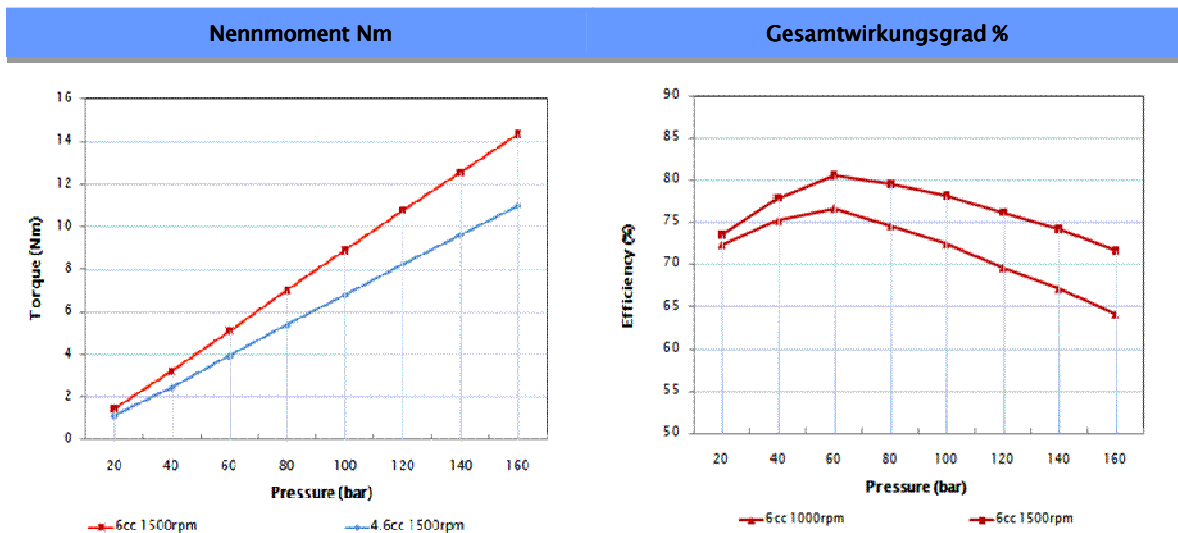 Nennmoment Nm
Gesamtwirkungsgrad %
16
14
12
10
8
6
4
2
0
Torque (Nm)
20 40 60 80 100 120 140 160
Pressure (bar)
6cc 1500rpm
4.6cc 1500rpm
90
85
80
75
70
65
60
55
50
Efficiency (%)
20 40 60 80 100 120 140 160
Pressure (bar)
6cc 1000rpm
6cc 1500rpm